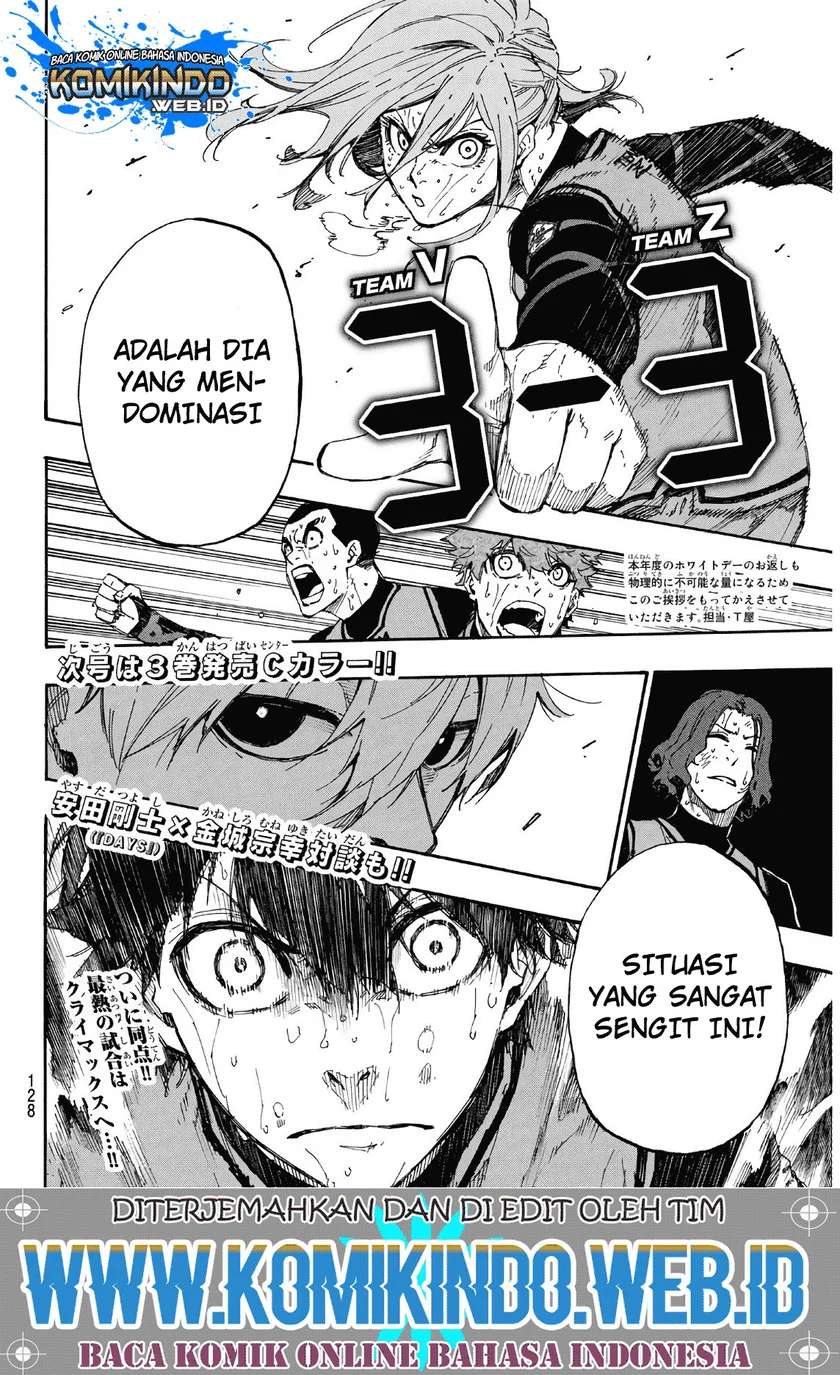 BACA KOMIK ONLINE BAHASA INDONESIA
KOMIKINDO
WEB.ID
TEAM V
TEAM Z
3-3
ADALAH DIA
YANG MEN-
DOMINASI
本年度のホワイトデーのお返しも
物理的に不可能な量になるため
このご挨拶をもってかえさせて
いただきます。担当・T屋
次号は3巻発売Cカラー!!
安田剛士×金城宗幸対談も!!
(『DAYS』)
SITUASI
YANG SANGAT
SENGIT INI!
ついに同点!!
最熱の試合は
クライマックスへ…!!
128
DITERJEMAHKAN DAN DI EDIT OLEH TIM
WWW.KOMIKINDO.WEB.ID
BACA KOMIK ONLINE BAHASA INDONESIA